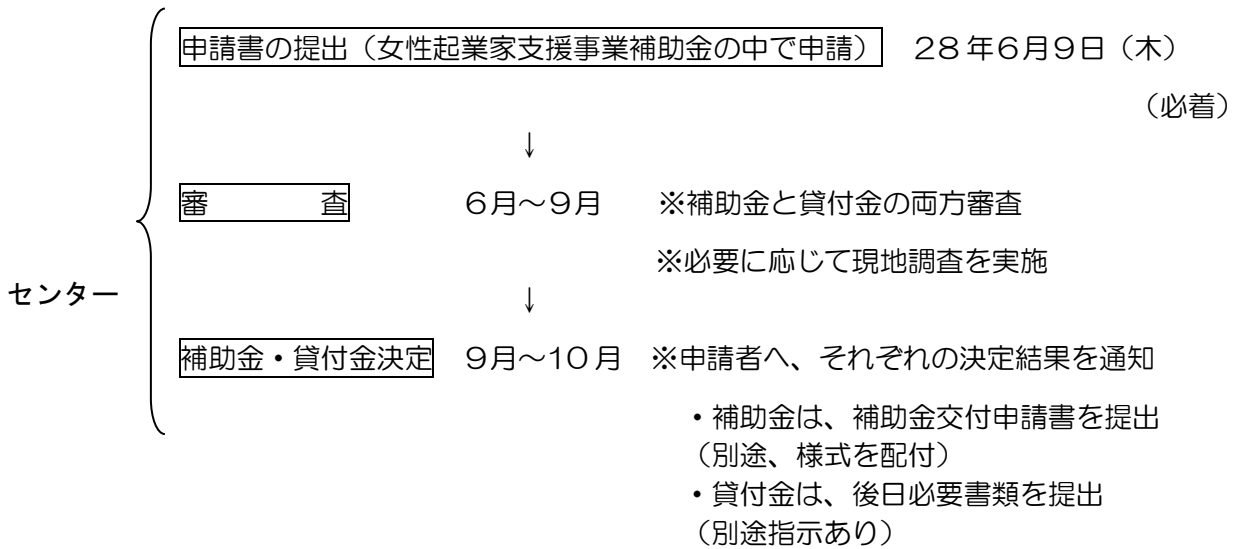 申請書の提出（女性起業家支援事業補助金の中で申請） 28年6月9日（木）
（必着）
↓
審　　　査 6月～9月 ※補助金と貸付金の両方審査
※必要に応じて現地調査を実施
センター
↓
補助金・貸付金決定 9月～10月 ※申請者へ、それぞれの決定結果を通知
・補助金は、補助金交付申請書を提出
（別途、様式を配付）
・貸付金は、後日必要書類を提出
（別途指示あり）